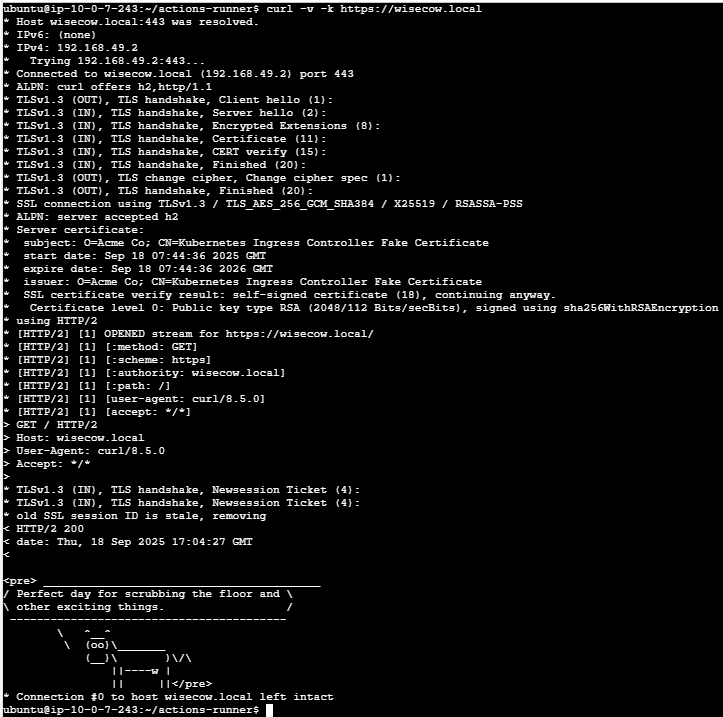 ubuntu@ip-10-0-7-243:~/actions-runner$ curl -v -k https://wisecow.local
* Host wisecow.local:443 was resolved.
* IPv6: (none)
* IPv4: 192.168.49.2
*   Trying 192.168.49.2:443...
* Connected to wisecow.local (192.168.49.2) port 443
* ALPN: curl offers h2,http/1.1
* TLSv1.3 (OUT), TLS handshake, Client hello (1):
* TLSv1.3 (IN), TLS handshake, Server hello (2):
* TLSv1.3 (IN), TLS handshake, Encrypted Extensions (8):
* TLSv1.3 (IN), TLS handshake, Certificate (11):
* TLSv1.3 (IN), TLS handshake, CERT verify (15):
* TLSv1.3 (IN), TLS handshake, Finished (20):
* TLSv1.3 (OUT), TLS change cipher, Change cipher spec (1):
* TLSv1.3 (OUT), TLS handshake, Finished (20):
* SSL connection using TLSv1.3 / TLS_AES_256_GCM_SHA384 / X25519 / RSASSA-PSS
* ALPN: server accepted h2
* Server certificate:
*  subject: O=Acme Co; CN=Kubernetes Ingress Controller Fake Certificate
*  start date: Sep 18 07:44:36 2025 GMT
*  expire date: Sep 18 07:44:36 2026 GMT
*  issuer: O=Acme Co; CN=Kubernetes Ingress Controller Fake Certificate
*  SSL certificate verify result: self-signed certificate (18), continuing anyway.
*   Certificate level 0: Public key type RSA (2048/112 Bits/secBits), signed using sha256WithRSAEncryption
* using HTTP/2
* [HTTP/2] [1] OPENED stream for https://wisecow.local/
* [HTTP/2] [1] [:method: GET]
* [HTTP/2] [1] [:scheme: https]
* [HTTP/2] [1] [:authority: wisecow.local]
* [HTTP/2] [1] [:path: /]
* [HTTP/2] [1] [user-agent: curl/8.5.0]
* [HTTP/2] [1] [accept: */*]
> GET / HTTP/2
> Host: wisecow.local
> User-Agent: curl/8.5.0
> Accept: */*
>
* TLSv1.3 (IN), TLS handshake, Newsession Ticket (4):
* TLSv1.3 (IN), TLS handshake, Newsession Ticket (4):
* old SSL session ID is stale, removing
< HTTP/2 200
< date: Thu, 18 Sep 2025 17:04:27 GMT
<

<pre> _________________________________________
/ Perfect day for scrubbing the floor and \
\ other exciting things.                  /
 -----------------------------------------
        \   ^__^
         \  (oo)\_______
            (__)\       )\/\
                ||----w |
                ||     ||</pre>
* Connection #0 to host wisecow.local left intact
ubuntu@ip-10-0-7-243:~/actions-runner$